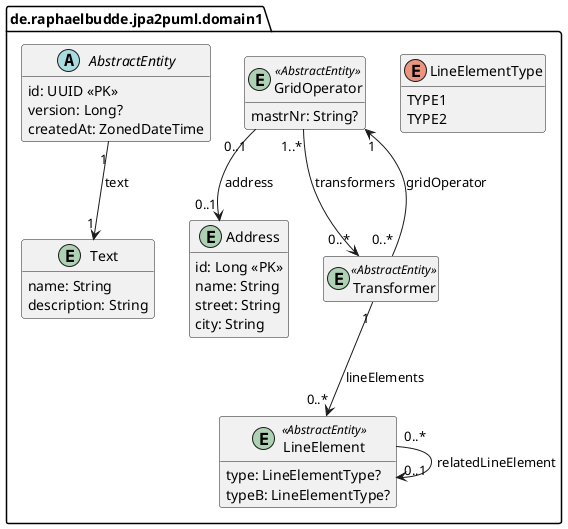 de.raphaelbudde.jpa2puml.domain1
A AbstractEntity
id: UUID «PK»
version: Long?
createdAt: ZonedDateTime
E «AbstractEntity»
GridOperator
mastrNr: String?
E LineElementType
TYPE1
TYPE2
1
text
1
0..1
address
0..1
1..*
transformers
0..*
1
gridOperator
0..*
E Text
name: String
description: String
E Address
id: Long «PK»
name: String
street: String
city: String
E «AbstractEntity»
Transformer
1
lineElements
0..*
E «AbstractEntity»
LineElement
type: LineElementType?
typeB: LineElementType?
0..*
relatedLineElement
0..1